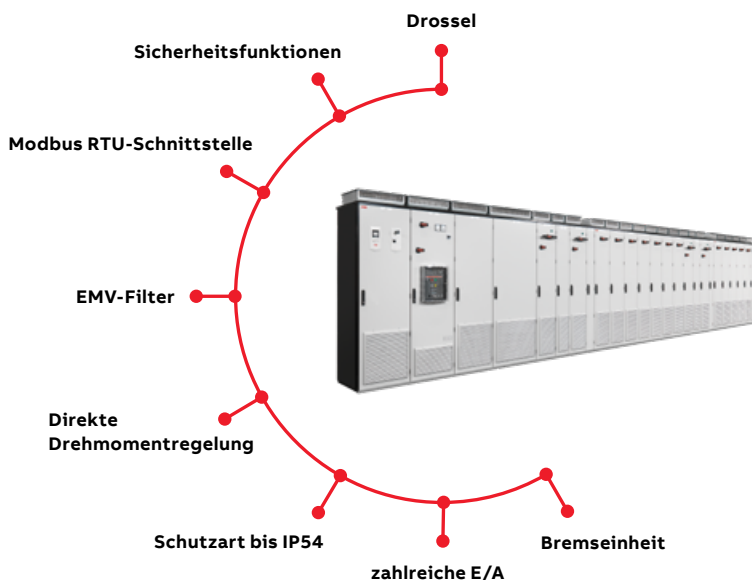 Drossel
Sicherheitsfunktionen
Modbus RTU-Schnittstelle
EMV-Filter
Direkte
Drehmomentregelung
Schutzart bis IP54
zahlreiche E/A
Bremseinheit